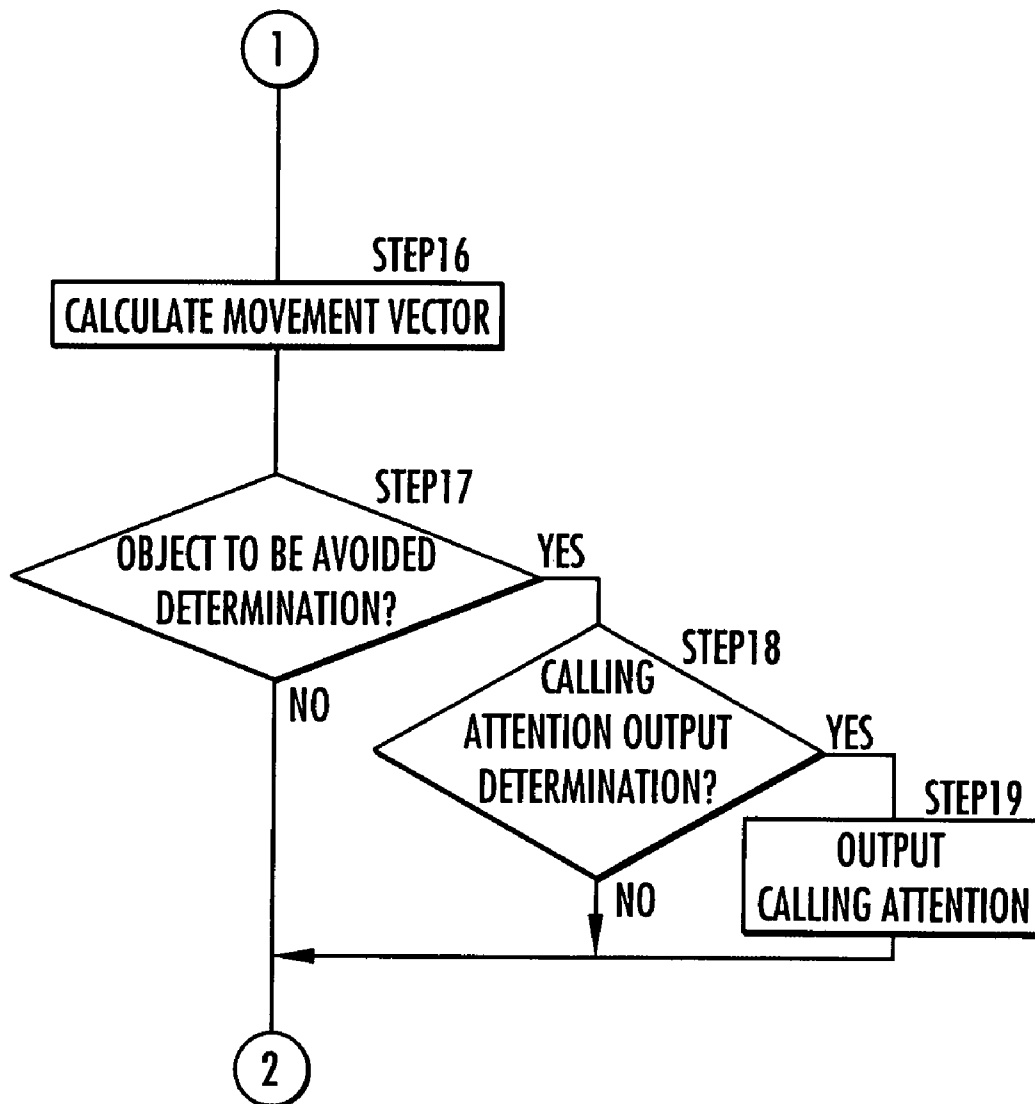 1
STEP16
CALCULATE MOVEMENT VECTOR
STEP17
OBJECT TO BE AVOIDED
DETERMINATION?
YES
NO
STEP18
CALLING
ATTENTION OUTPUT
DETERMINATION?
YES
NO
STEP19
OUTPUT
CALLING ATTENTION
2